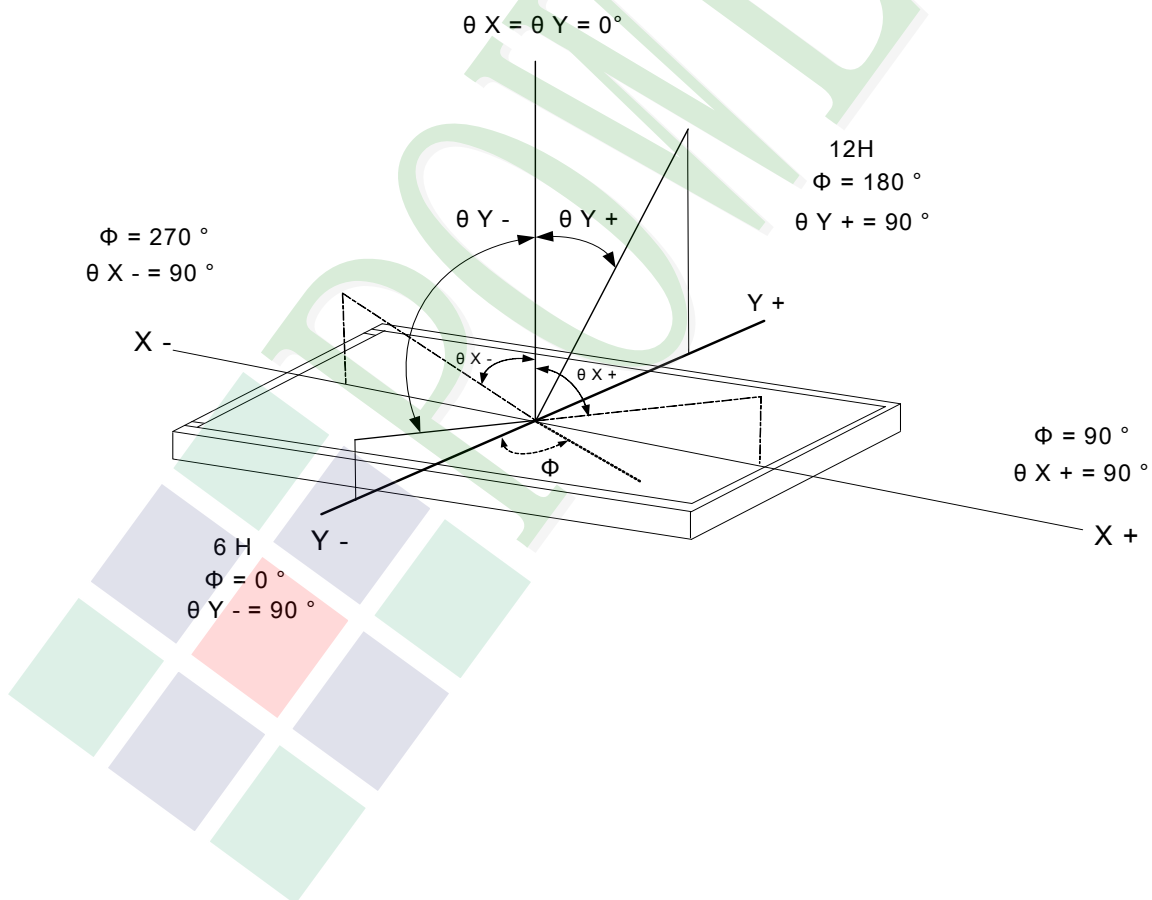 θ X = θ Y = 0°
12H
Φ = 180 °
θ Y + = 90 °
θ Y - θ Y +
Φ = 270 °
θ X - = 90 °
Y +
X -
θ X - θ X +
Φ = 90 °
θ X + = 90 °
Φ
X +
Y -
6 H
Φ = 0 °
θ Y - = 90 °